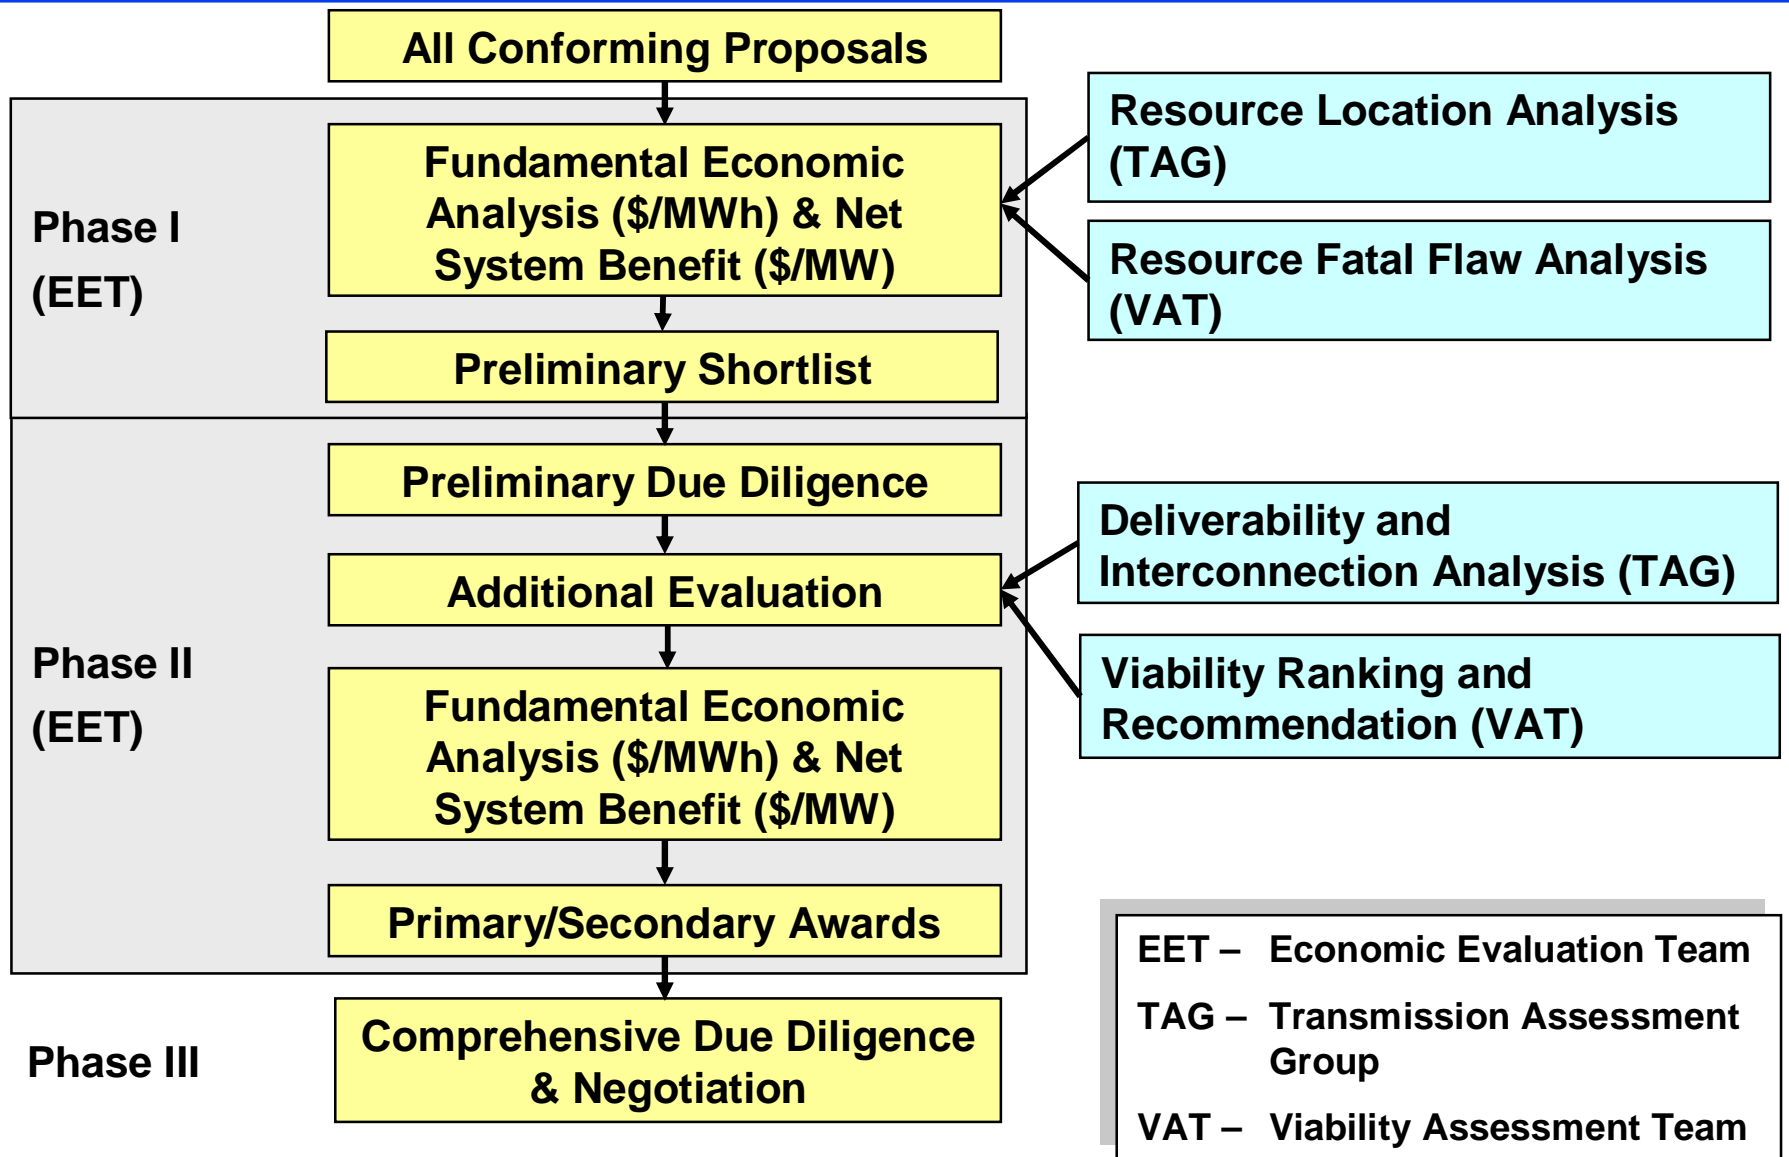 All Conforming Proposals
Phase I
(EET)
Fundamental Economic
Analysis ($/MWh) & Net
System Benefit ($/MW)
Resource Location Analysis
(TAG)
Resource Fatal Flaw Analysis
(VAT)
Preliminary Shortlist
Phase II
(EET)
Preliminary Due Diligence
Additional Evaluation
Deliverability and
Interconnection Analysis (TAG)
Viability Ranking and
Recommendation (VAT)
Fundamental Economic
Analysis ($/MWh) & Net
System Benefit ($/MW)
Primary/Secondary Awards
Phase III
Comprehensive Due Diligence
& Negotiation
EET – Economic Evaluation Team
TAG – Transmission Assessment
Group
VAT – Viability Assessment Team